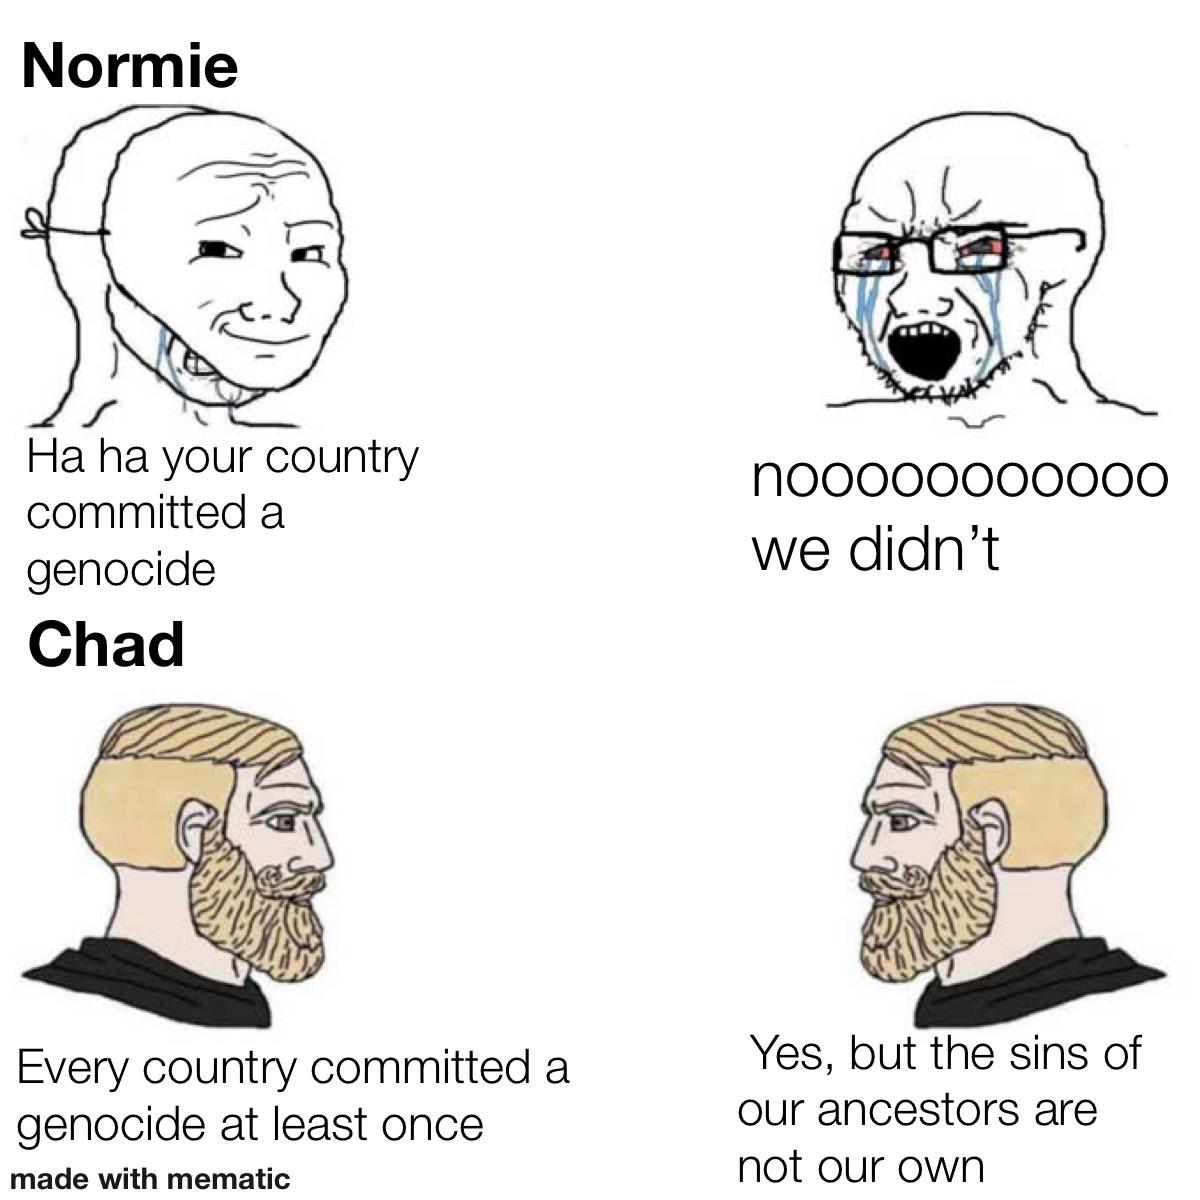 Normie
Ha ha your country
committed a
genocide
noooooooooooo
we didn’t
Chad
Every country committed a
genocide at least once
Yes, but the sins of
our ancestors are
not our own
made with mematic